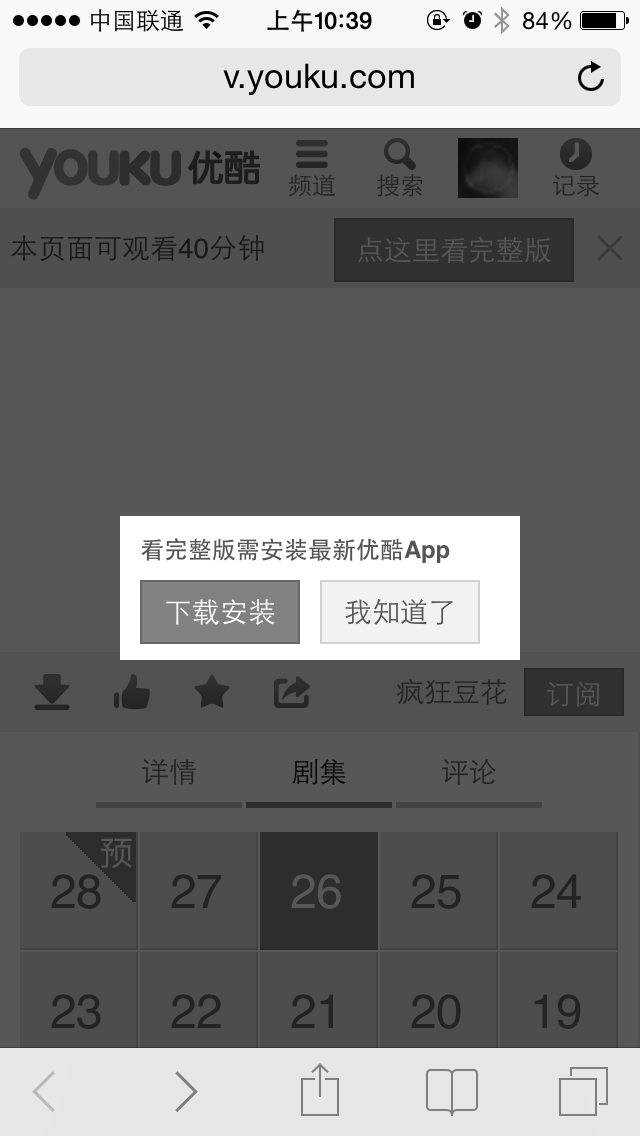 中国联通 上午10:39 84%
v.youku.com
YOUKU 优酷 频道 搜索 记录
本页面可观看40分钟 点这里看完整版
看完整版需安装最新优酷App
下载安装 我知道了
疯狂豆花 订阅
详情 剧集 评论
28 预 27 26 25 24
23 22 21 20 19